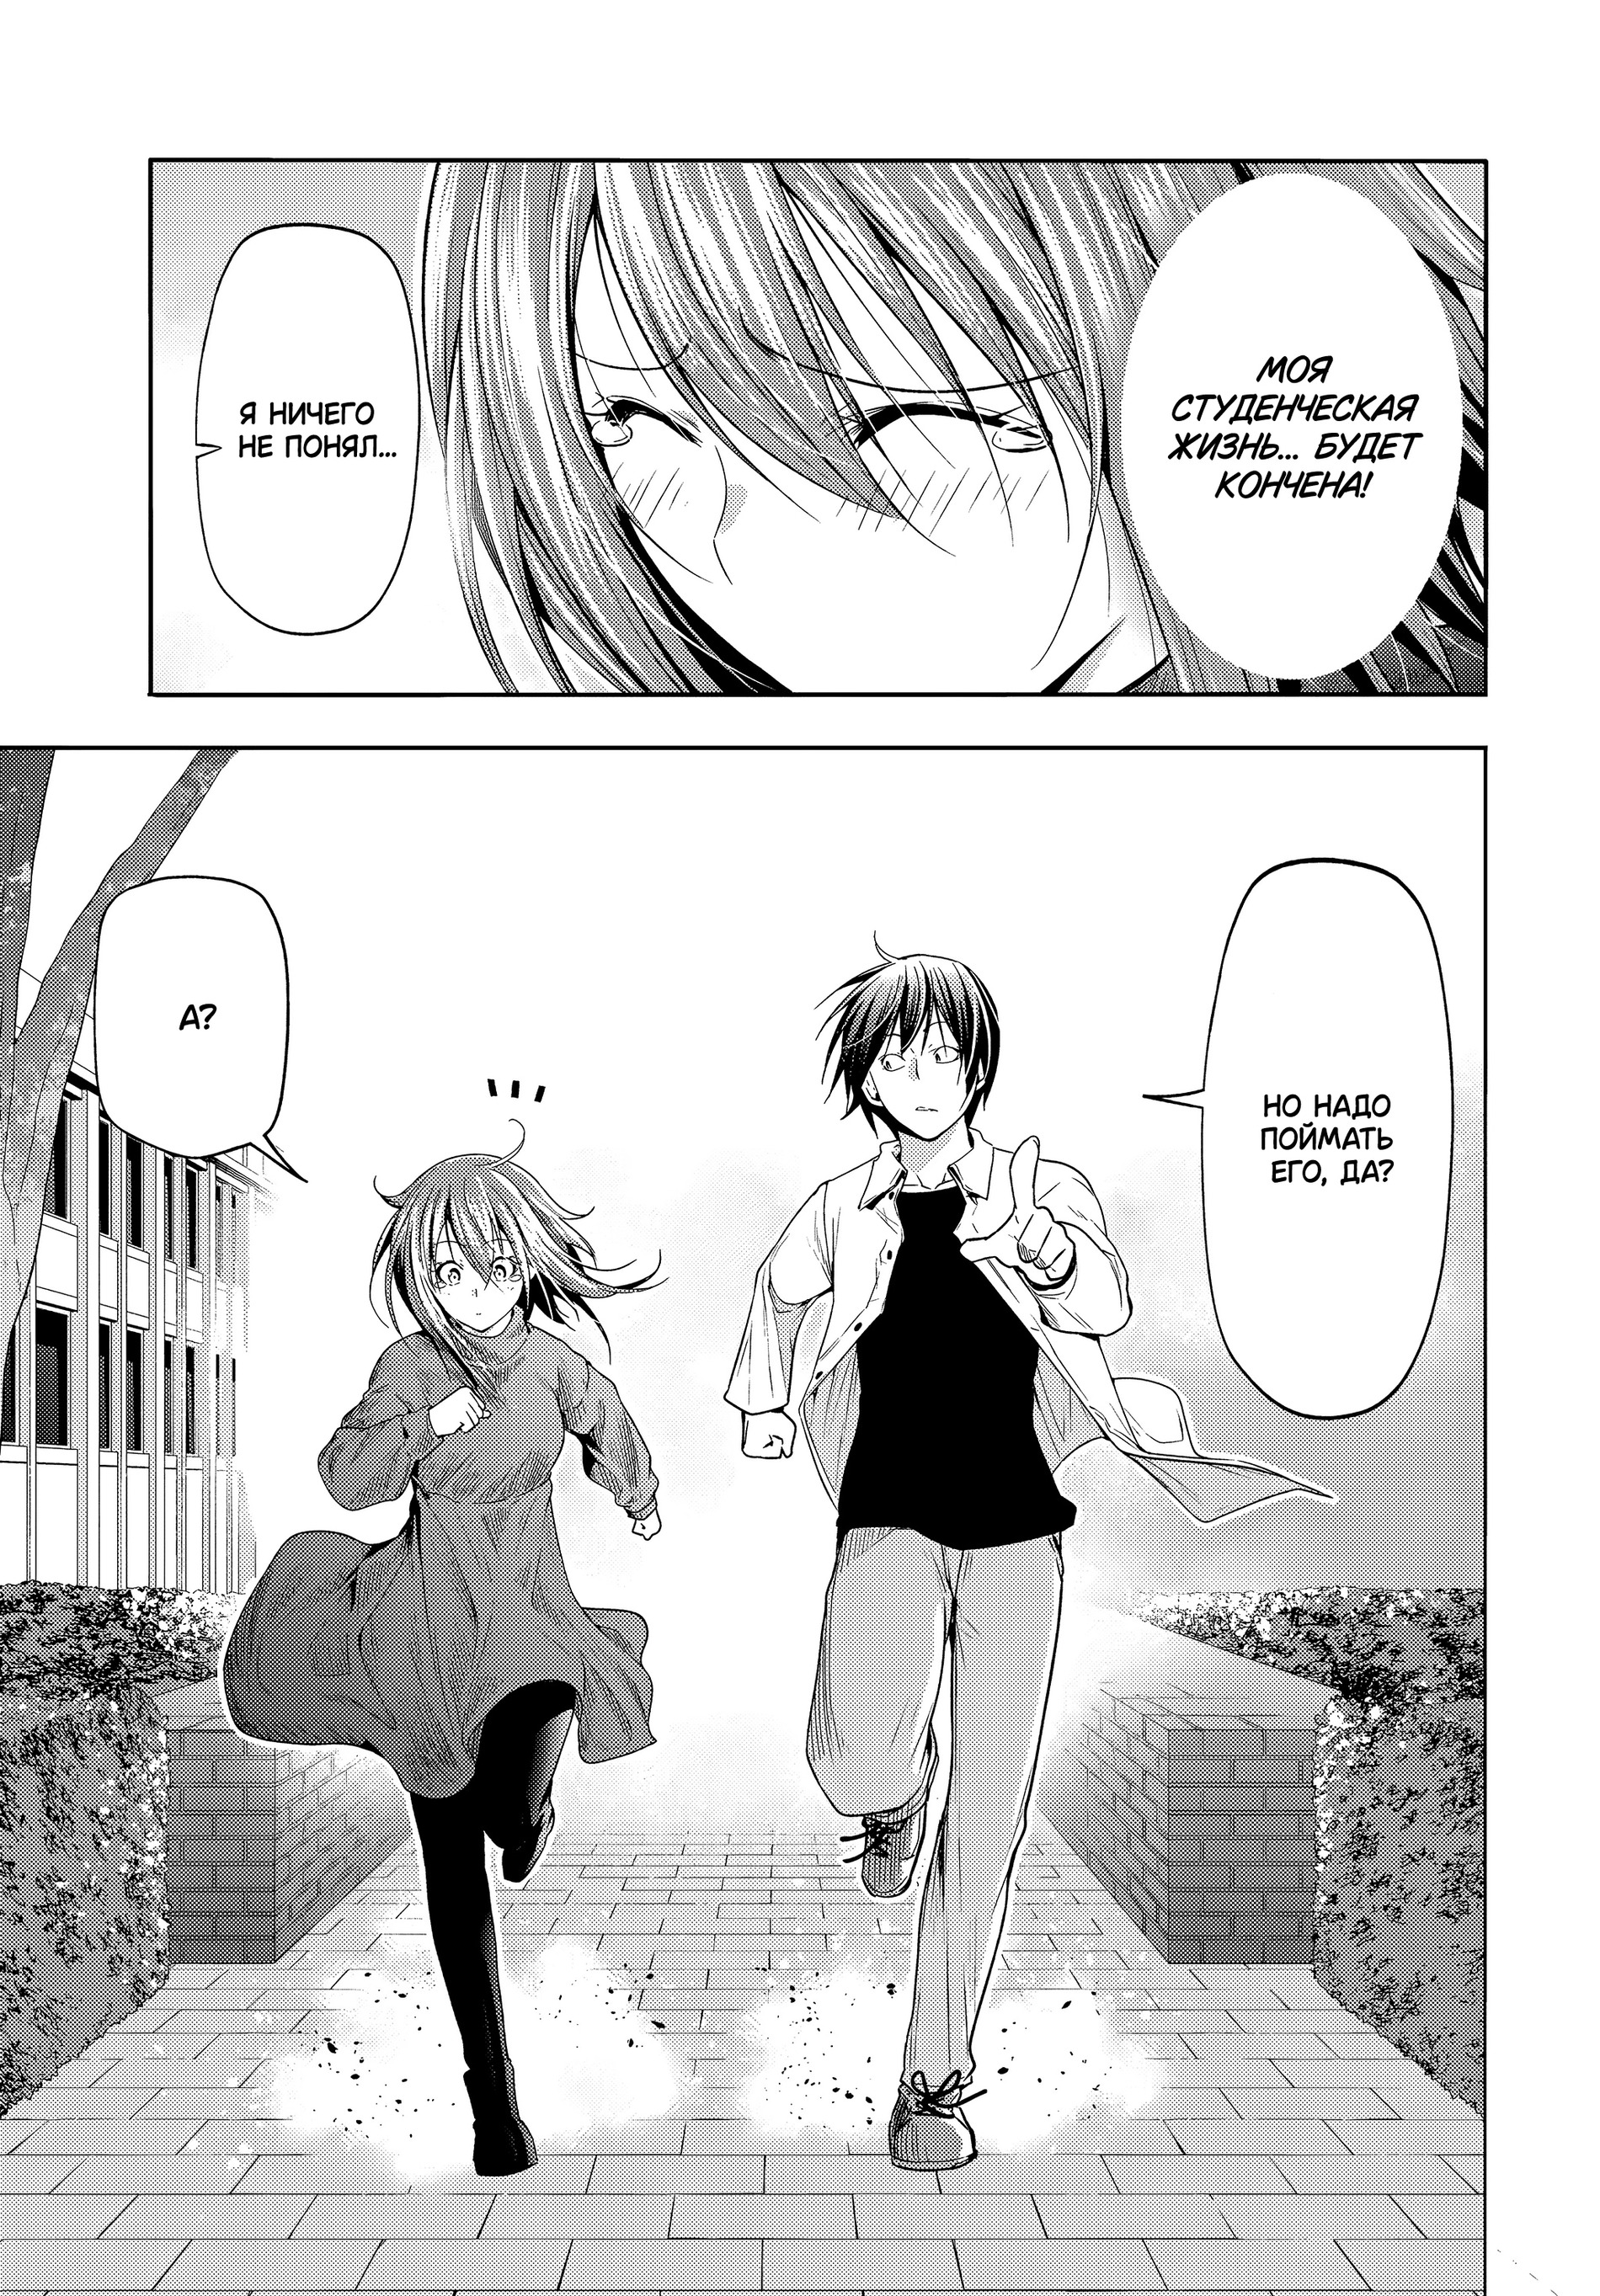 МОЯ
СТУДЕНЧЕСКАЯ
ЖИЗНЬ... БУДЕТ
КОНЧЕНА!
Я НИЧЕГО
НЕ ПОНЯЛ...
НО НАДО
ПОЙМАТЬ
ЕГО, ДА?
А?